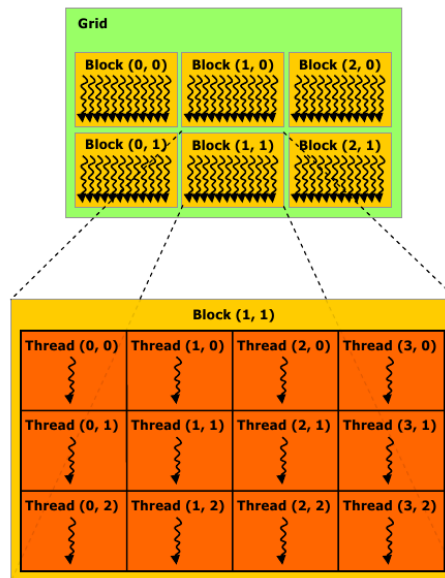 Grid
Block (0, 0) Block (1, 0) Block (2, 0)
Block (0, 1) Block (1, 1) Block (2, 1)
Block (1, 1)
Thread (0, 0) Thread (1, 0) Thread (2, 0) Thread (3, 0)
Thread (0, 1) Thread (1, 1) Thread (2, 1) Thread (3, 1)
Thread (0, 2) Thread (1, 2) Thread (2, 2) Thread (3, 2)